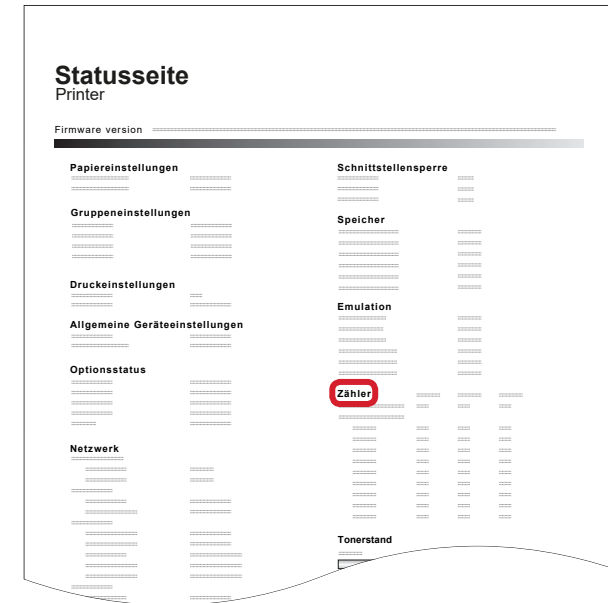 Statusseite
Printer
Firmware version
Papiereinstellungen
Gruppeneinstellungen
Druckeinstellungen
Allgemeine Geräteeinstellungen
Optionsstatus
Netzwerk
Schnittstellensperre
Speicher
Emulation
Zähler
Tonerstand